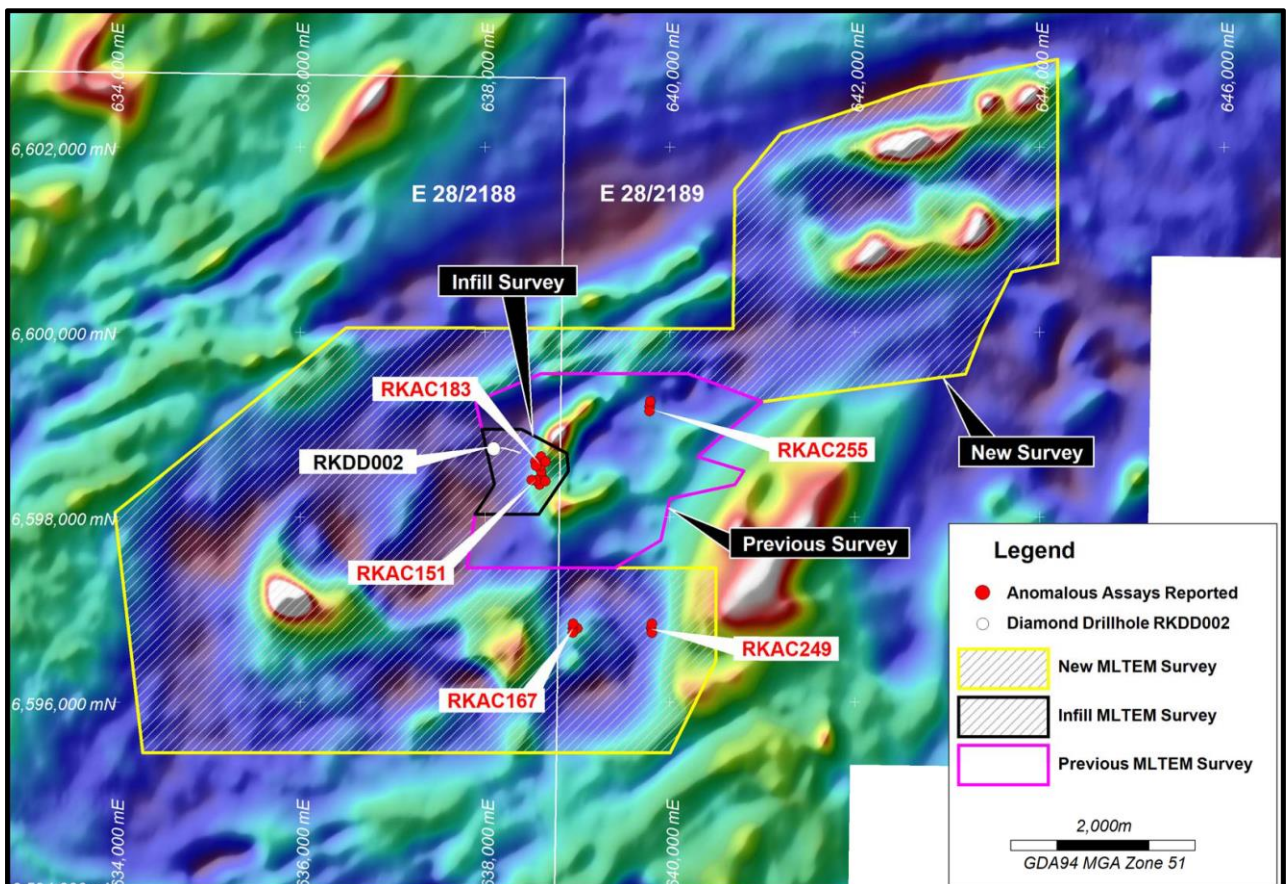 634,000 mE
636,000 mE
638,000 mE
640,000 mE
642,000 mE
644,000 mE
646,000 mE
6,602,000 mN
E 28/2188
E 28/2189
Infill Survey
6,600,000 mN
RKAC183
RKDD002
RKAC255
New Survey
6,598,000 mN
Previous Survey
RKAC151
RKAC249
RKAC167
6,596,000 mN
634,000 mE
636,000 mE
638,000 mE
640,000 mE
Legend
Anomalous Assays Reported
Diamond Drillhole RKDD002
New MLTEM Survey
Infill MLTEM Survey
Previous MLTEM Survey
2,000m
GDA94 MGA Zone 51